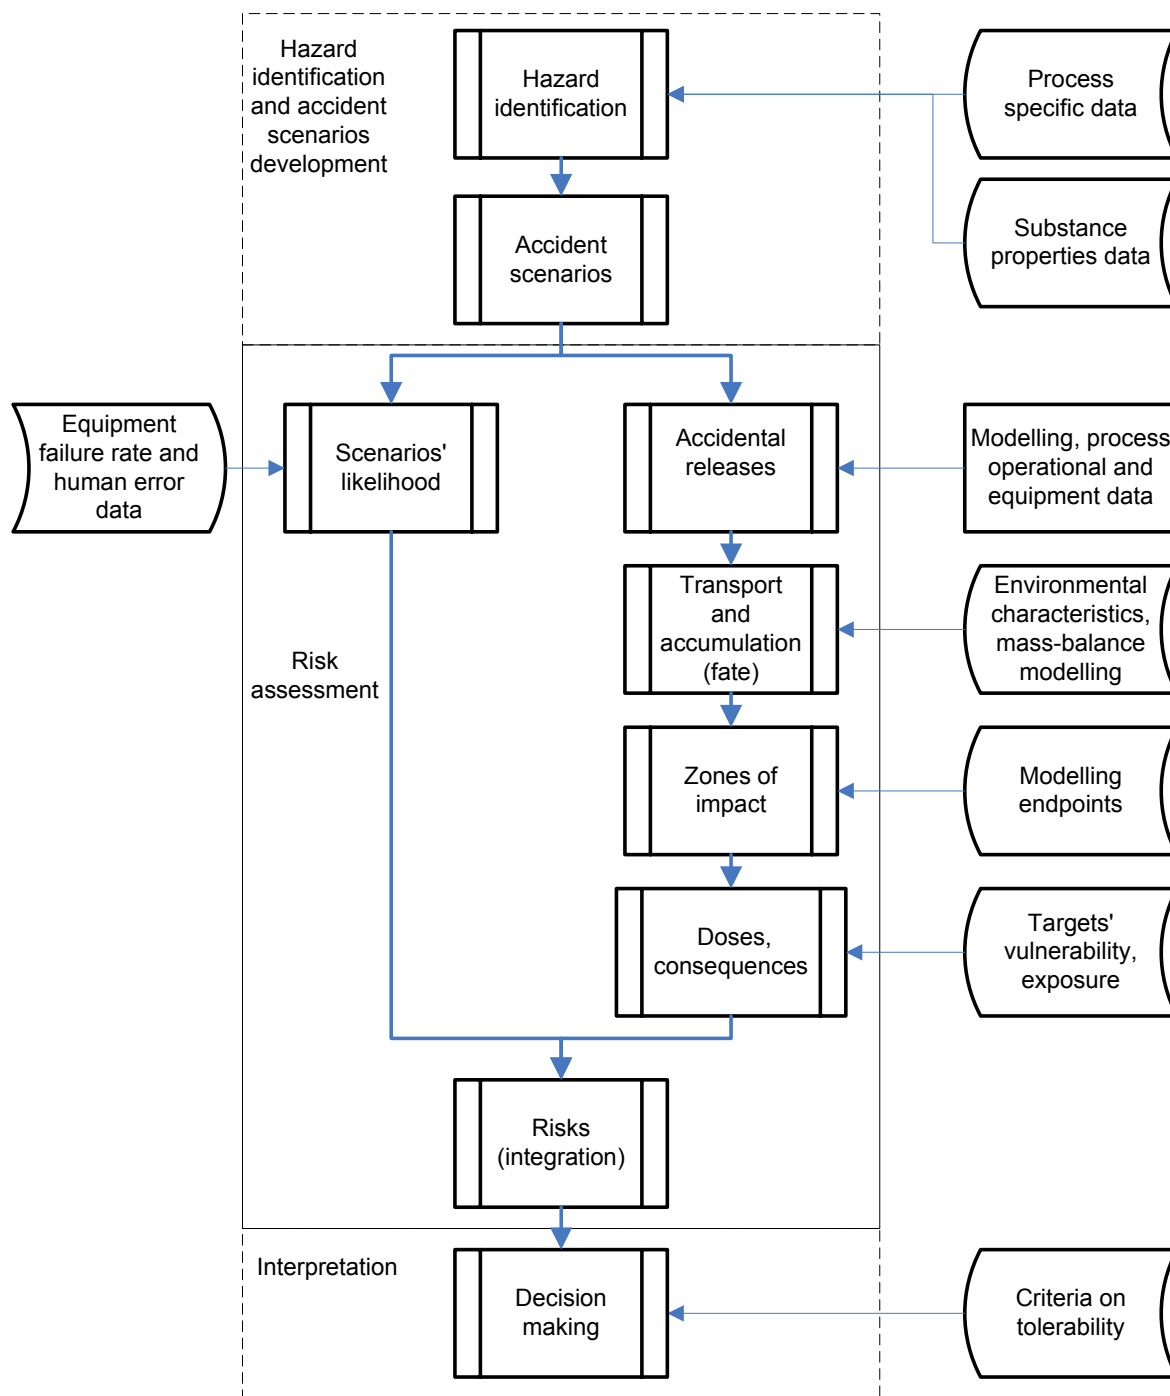 Hazard
identification
and accident
scenarios
development
Hazard
identification
Process
specific data
Accident
scenarios
Substance
properties data
Equipment
failure rate and
human error
data
Scenarios'
likelihood
Accidental
releases
Modelling, process
operational and
equipment data
Risk
assessment
Transport
and
accumulation
(fate)
Environmental
characteristics,
mass-balance
modelling
Zones of
impact
Modelling
endpoints
Doses,
consequences
Targets'
vulnerability,
exposure
Risks
(integration)
Interpretation
Decision
making
Criteria on
tolerability